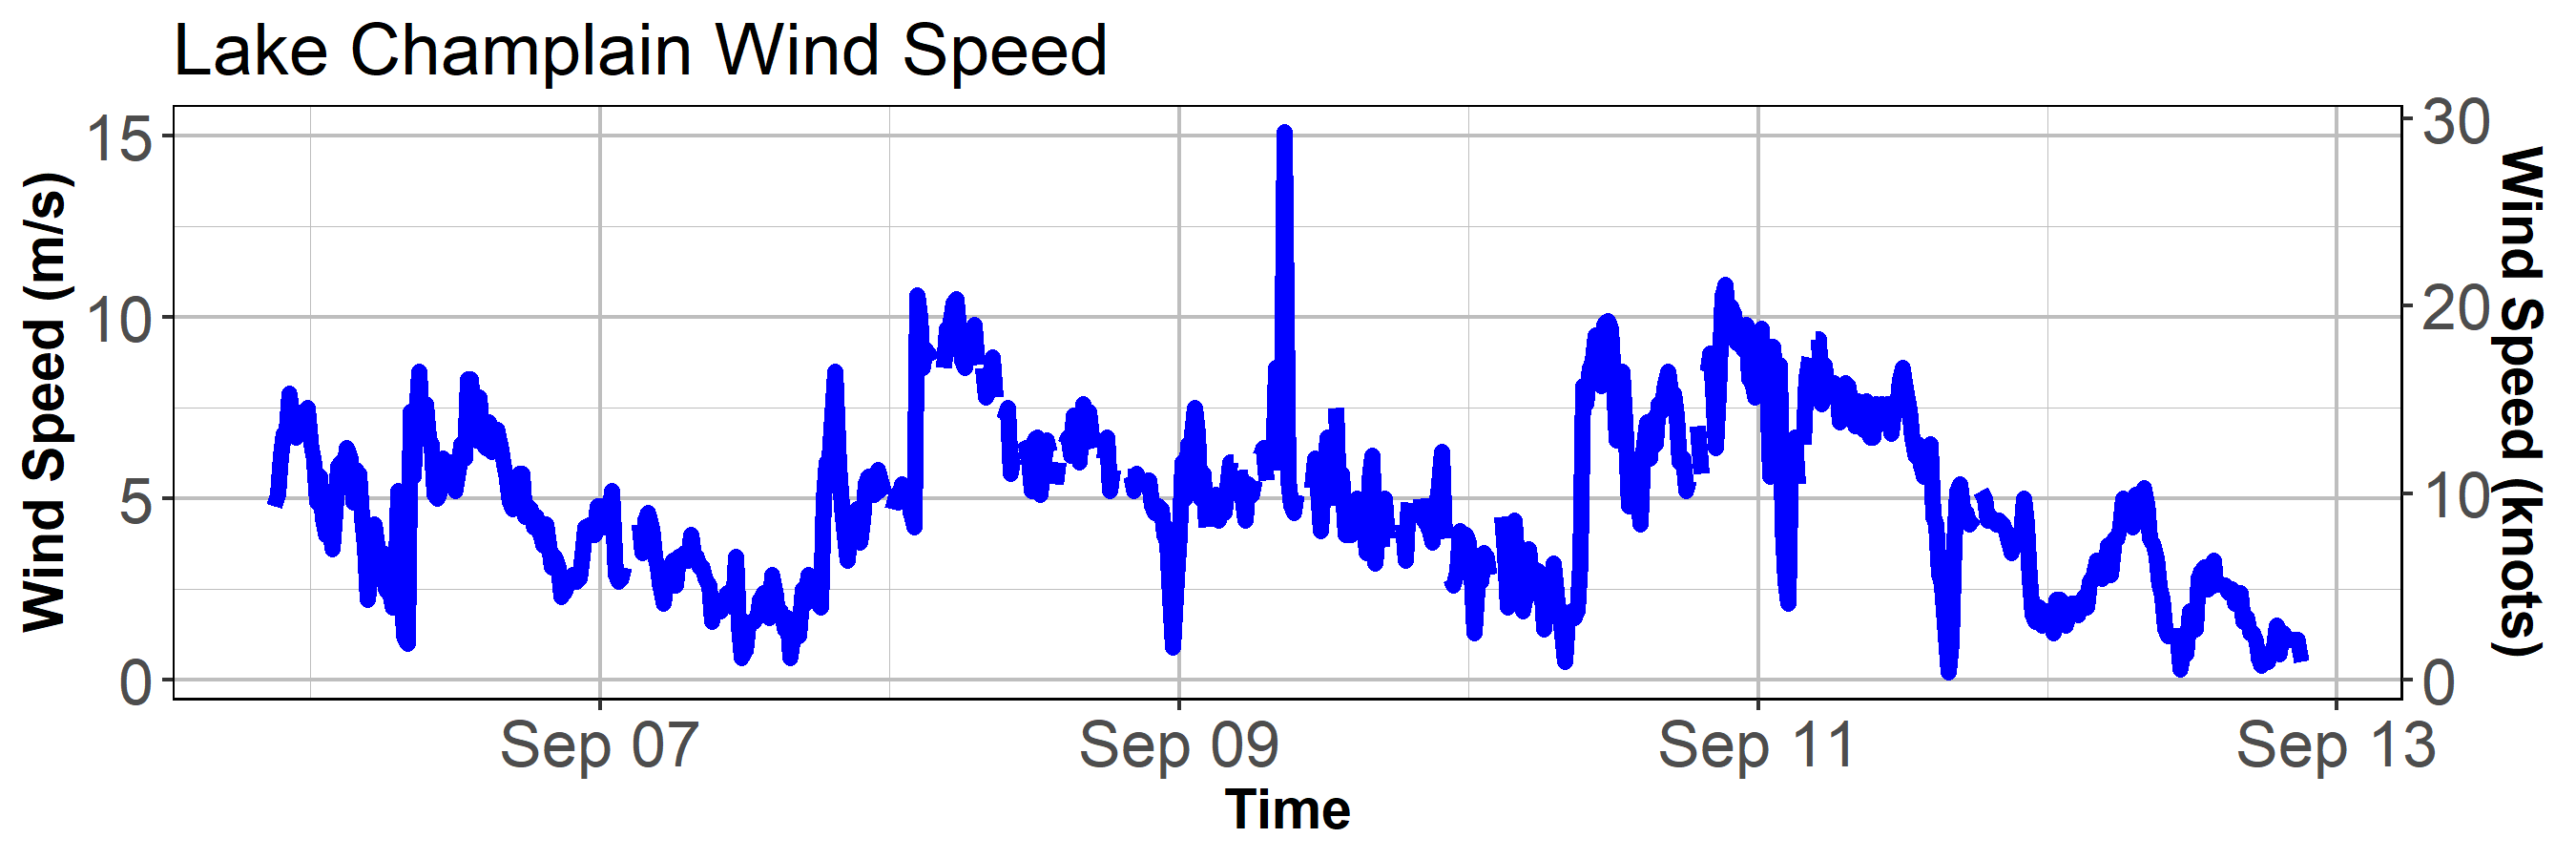 Lake Champlain Wind Speed
Wind Speed (m/s)
15
10
5
0
30
20
10
0
Wind Speed (knots)
Sep 07 Sep 09 Sep 11 Sep 13
Time